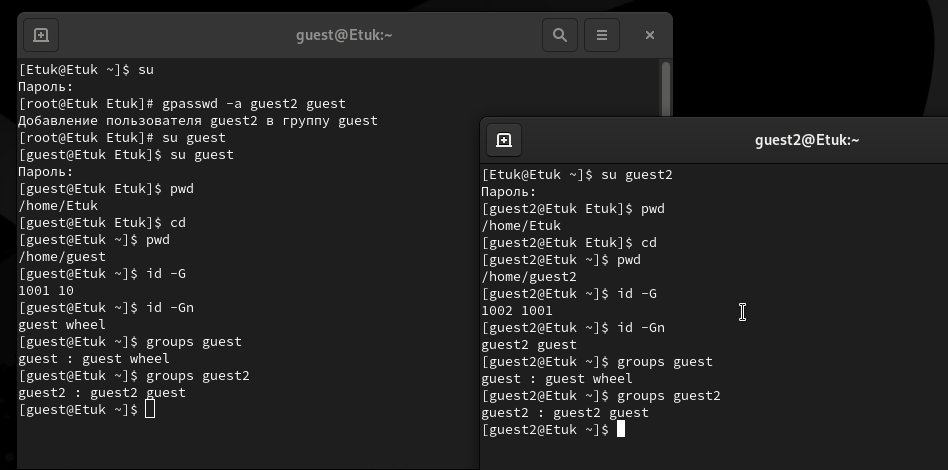 guest@Etuk:~
[Etuk@Etuk ~]$ su
Пароль:
[root@Etuk Etuk]# gpasswd -a guest2 guest
Добавление пользователя guest2 в группу guest
[root@Etuk Etuk]# su guest
[guest@Etuk Etuk]$ su guest
Пароль:
[guest@Etuk Etuk]$ pwd
/home/Etuk
[guest@Etuk Etuk]$ cd
[guest@Etuk ~]$ pwd
/home/guest
[guest@Etuk ~]$ id -G
1001 10
[guest@Etuk ~]$ id -Gn
guest wheel
[guest@Etuk ~]$ groups guest
guest : guest wheel
[guest@Etuk ~]$ groups guest2
guest2 : guest2 guest
[guest@Etuk ~]$
guest2@Etuk:~
[Etuk@Etuk ~]$ su guest2
Пароль:
[guest2@Etuk Etuk]$ pwd
/home/Etuk
[guest2@Etuk Etuk]$ cd
[guest2@Etuk ~]$ pwd
/home/guest2
[guest2@Etuk ~]$ id -G
1002 1001
[guest2@Etuk ~]$ id -Gn
guest2 guest
[guest2@Etuk ~]$ groups guest
guest : guest wheel
[guest2@Etuk ~]$ groups guest2
guest2 : guest2 guest
[guest2@Etuk ~]$